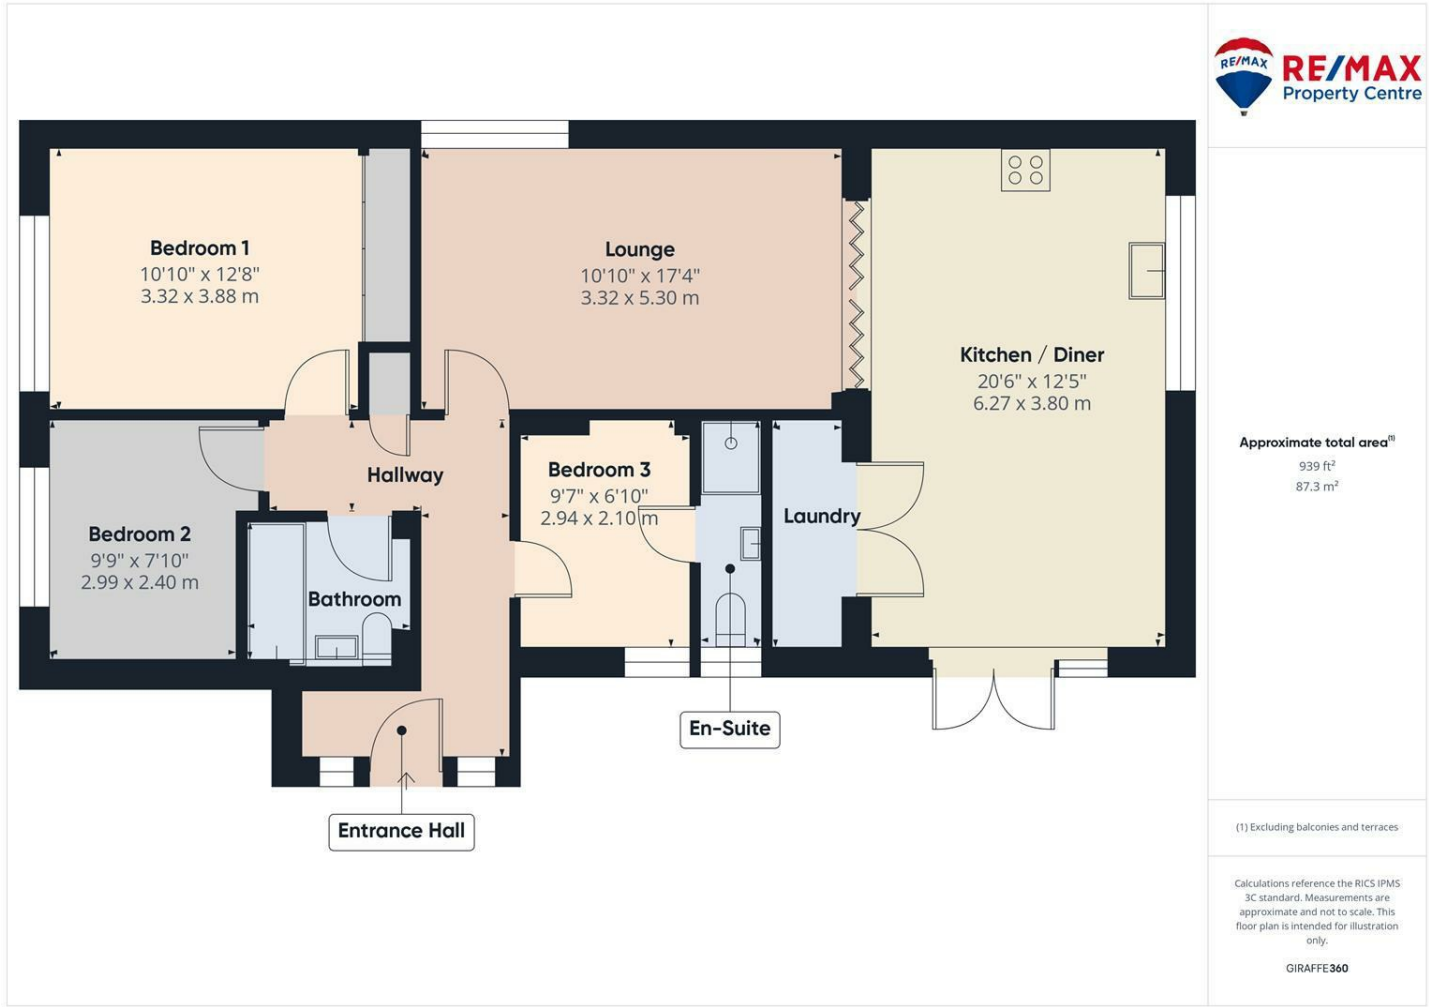 RE/MAX
RE/MAX
Property Centre
Bedroom 1
10'10" x 12'8"
3.32 x 3.88 m
Lounge
10'10" x 17'4"
3.32 x 5.30 m
Kitchen / Diner
20'6" x 12'5"
6.27 x 3.80 m
Hallway
Bedroom 3
9'7" x 6'10"
2.94 x 2.10 m
Laundry
Bedroom 2
9'9" x 7'10"
2.99 x 2.40 m
Bathroom
En-Suite
Entrance Hall
Approximate total area⁽¹⁾
939 ft²
87.3 m²
(1) Excluding balconies and terraces
Calculations reference the RICS IPMS
3C standard. Measurements are
approximate and not to scale. This
floor plan is intended for illustration
only.
GIRAFFE360